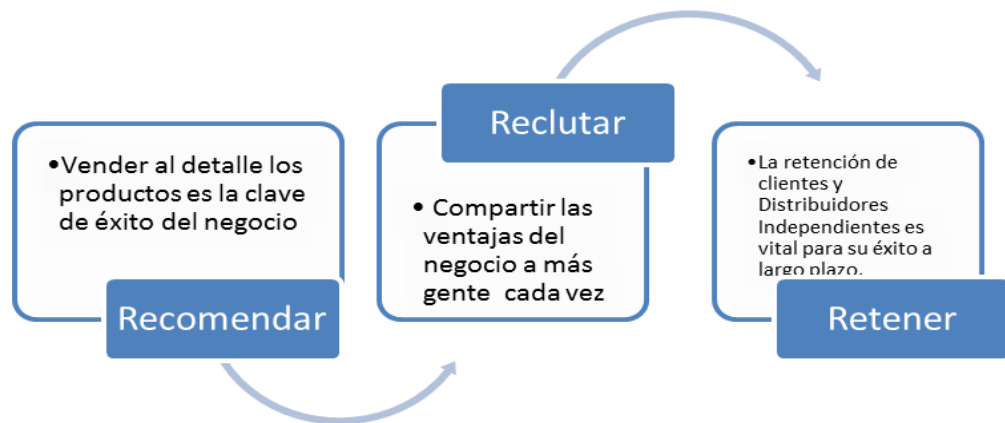 •Vender al detalle los
productos es la clave
de éxito del negocio
Recomendar
Reclutar
• Compartir las
ventajas del
negocio a más
gente cada vez
•La retención de
clientes y
Distribuidores
Independientes es
vital para su éxito a
largo plazo.
Retener